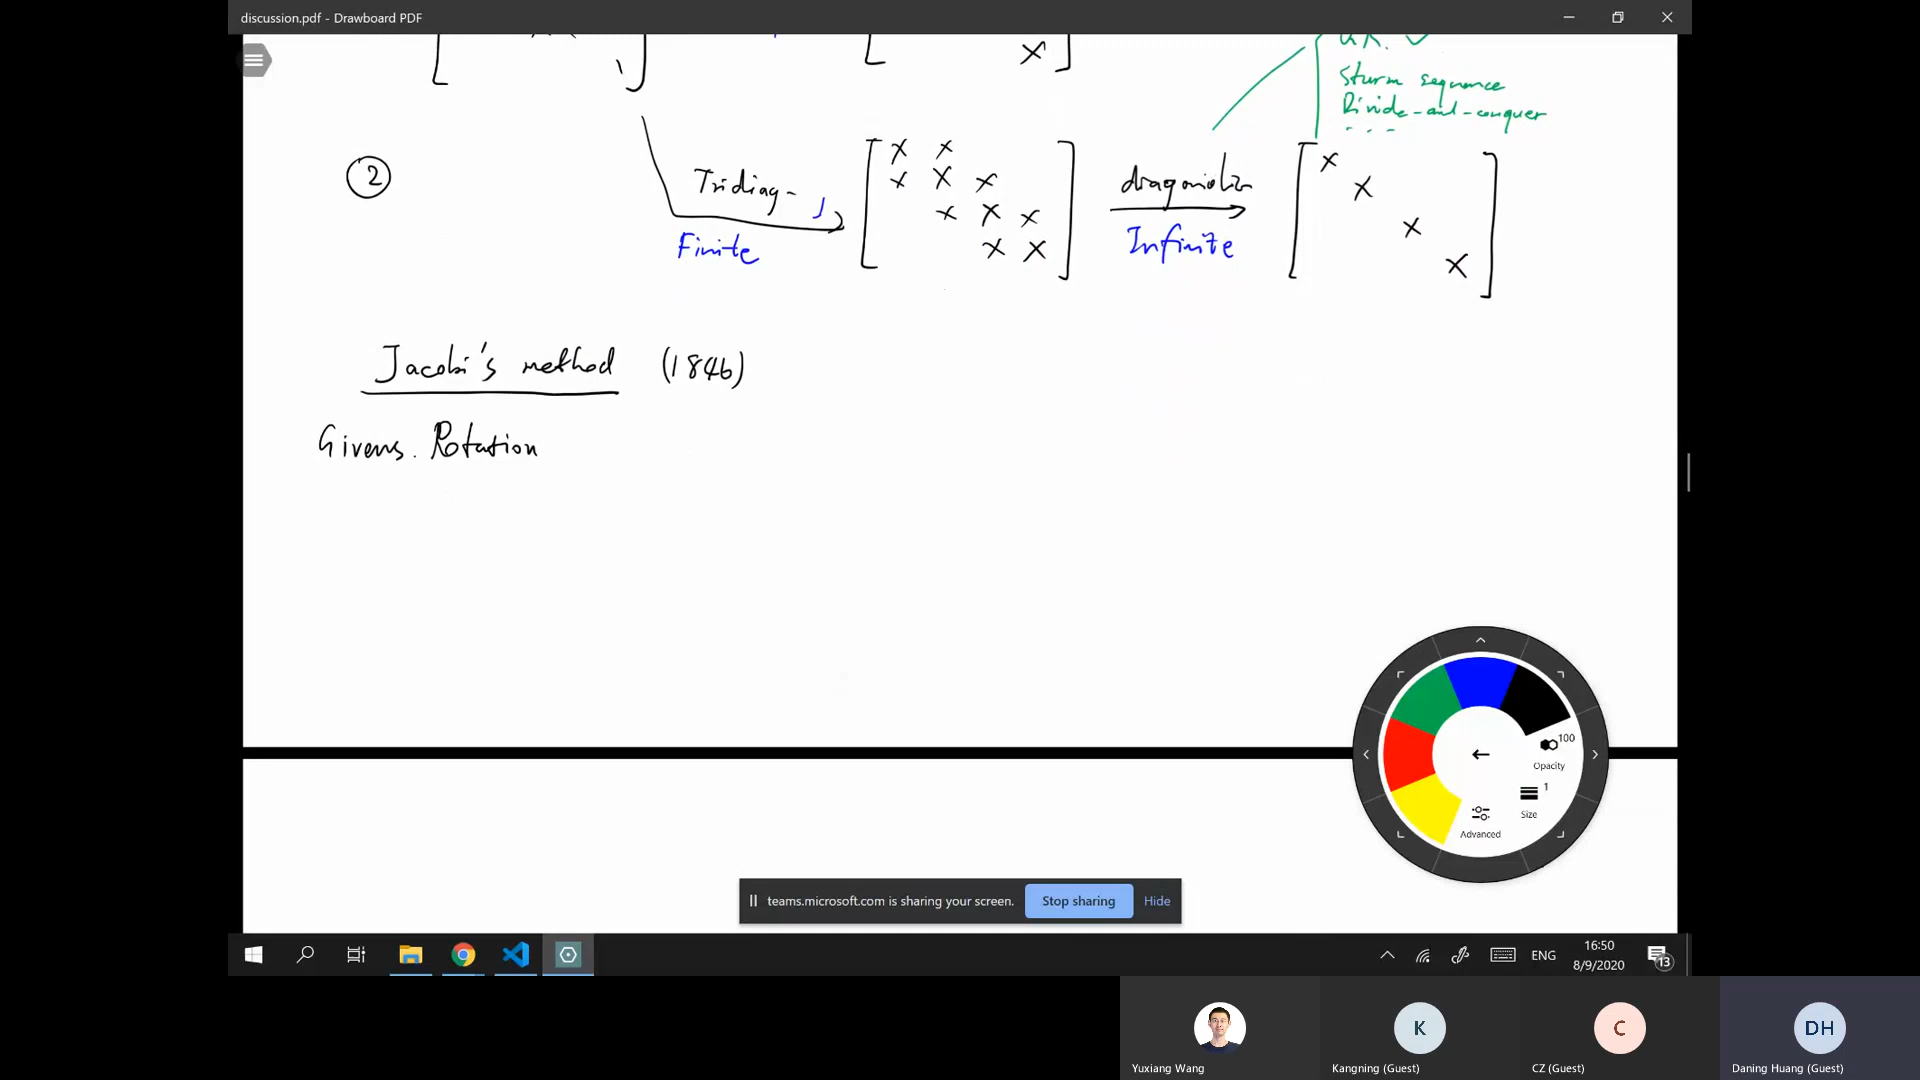 discussion.pdf - Drawboard PDF
Sturm sequence
Divide-and-conquer
2
Tridiag-
Finite
x x
x x x
x x x
x x
Infinite
x
x
x
x
Jacobi's method (1846)
Givens. Rotation
100
Opacity
1
Size
Advanced
teams.microsoft.com is sharing your screen.
Stop sharing
Hide
ENG
16:50
8/9/2020
13
K
C
DH
Yuxiang Wang
Kangning (Guest)
CZ (Guest)
Daning Huang (Guest)